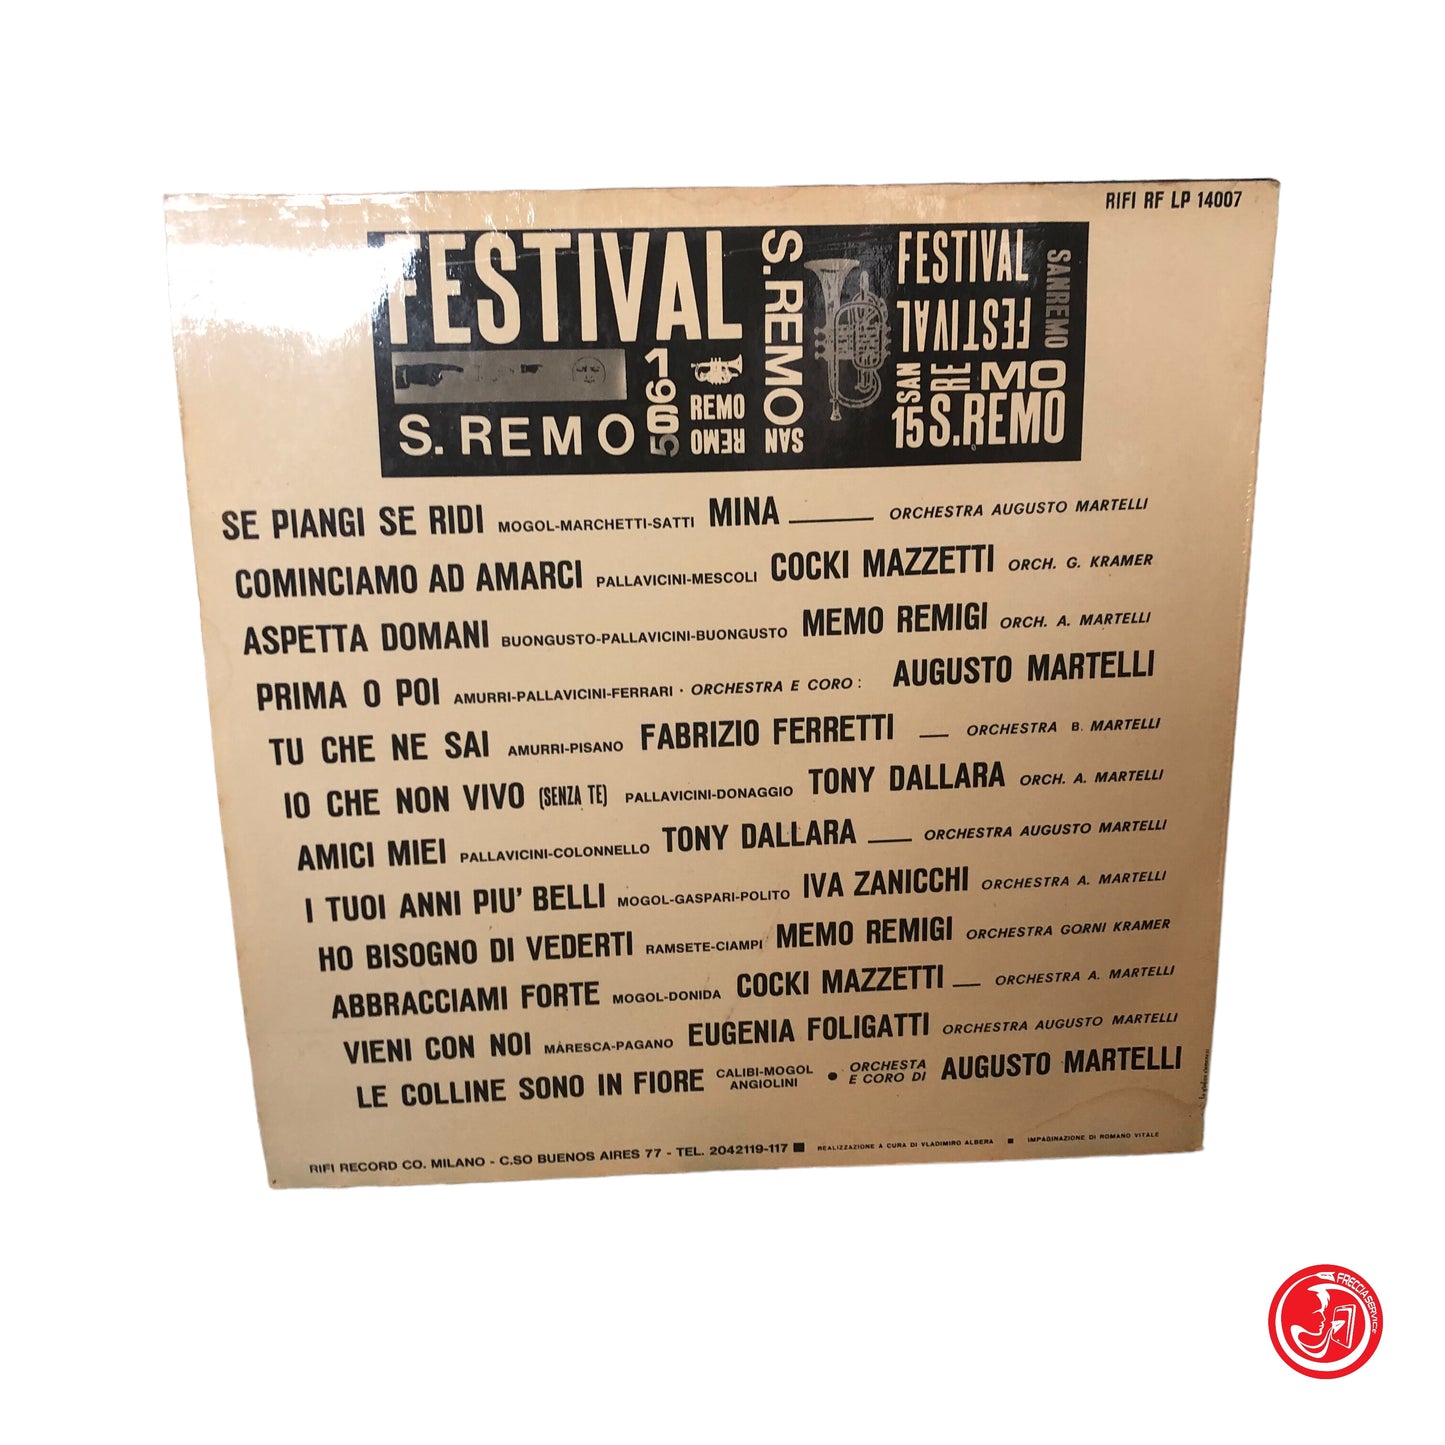 RIFI RF LP 14007
FESTIVAL
S. REMO
1965
REMO
REMO
S.REMO
SAN
FESTIVAL
FESTIVAL
SANREMO
SAN
RE
MO
15 S.REMO
SE PIANGI SE RIDI MOGOL-MARCHETTI-SATTI MINA ORCHESTRA AUGUSTO MARTELLI
COMINCIAMO AD AMARCI PALLAVICINI-MESCOLI COCKI MAZZETTI ORCH. G. KRAMER
ASPETTA DOMANI BUONGUSTO-PALLAVICINI-BUONGUSTO MEMO REMIGI ORCH. A. MARTELLI
PRIMA O POI AMURRI-PALLAVICINI-FERRARI · ORCHESTRA E CORO: AUGUSTO MARTELLI
TU CHE NE SAI AMURRI-PISANO FABRIZIO FERRETTI — ORCHESTRA B. MARTELLI
IO CHE NON VIVO (SENZA TE) PALLAVICINI-DONAGGIO TONY DALLARA ORCH. A. MARTELLI
AMICI MIEI PALLAVICINI-COLONNELLO TONY DALLARA — ORCHESTRA AUGUSTO MARTELLI
I TUOI ANNI PIU' BELLI MOGOL-GASPARI-POLITO IVA ZANICCHI ORCHESTRA A. MARTELLI
HO BISOGNO DI VEDERTI RAMSETE-CIAMPI MEMO REMIGI ORCHESTRA GORNI KRAMER
ABBRACCIAMI FORTE MOGOL-DONIDA COCKI MAZZETTI — ORCHESTRA A. MARTELLI
VIENI CON NOI MARESCA-PAGANO EUGENIA FOLIGATTI ORCHESTRA AUGUSTO MARTELLI
LE COLLINE SONO IN FIORE CALIBI-MOGOL ANGIOLINI • ORCHESTA E CORO DI AUGUSTO MARTELLI
RIFI RECORD CO. MILANO - C.SO BUENOS AIRES 77 - TEL. 2042119-117 ■ REALIZZAZIONE A CURA DI VLADIMIRO ALBERA ■ IMPAGINAZIONE DI ROMANO VITALE
FRECCIA SERVICE